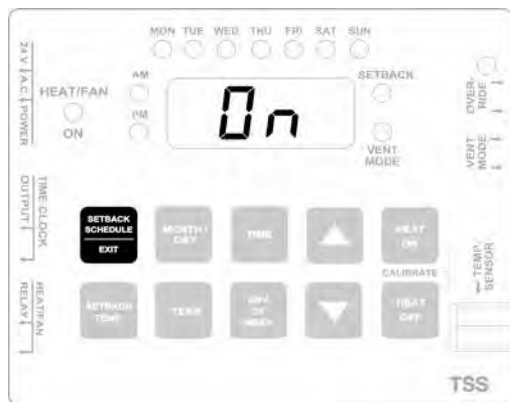 MON TUE WED THU FRI SAT SUN
24 V A.C. POWER
AM
SETBACK
HEAT/FAN
ON
PM
On
VENT
MODE
OVER-
RIDE
VENT
MODE
TIME CLOCK
OUTPUT
SETBACK
SCHEDULE
EXIT
MONTH /
DAY
TIME
HEAT
ON
CALIBRATE
TEMP.
SENSOR
HEAT/FAN
RELAY
SETBACK
TEMP
TEMP
DAY
OF
WEEK
HEAT
OFF
TSS